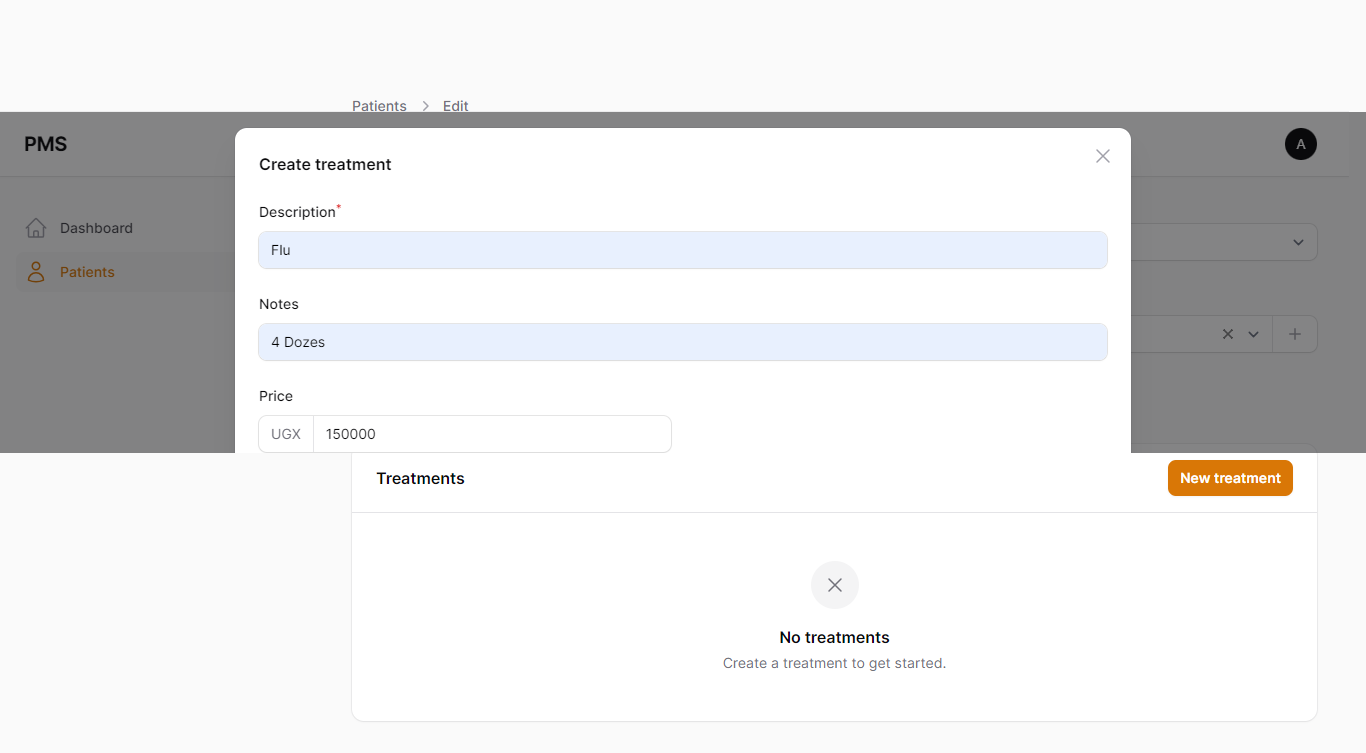 Patients > Edit
PMS
A
Create treatment
Dashboard
Patients
Description*
Flu
Notes
4 Dozes
Price
UGX 150000
Treatments
New treatment
No treatments
Create a treatment to get started.